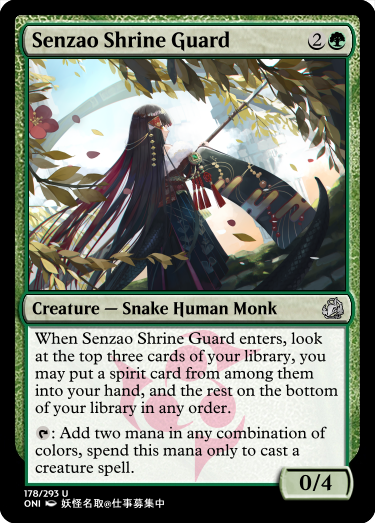 Senzao Shrine Guard 2
Creature — Snake Human Monk
When Senzao Shrine Guard enters, look
at the top three cards of your library, you
may put a spirit card from among them
into your hand, and the rest on the bottom
of your library in any order.
: Add two mana in any combination of
colors, spend this mana only to cast a
creature spell.
0/4
178/293 U
ONI 妖怪名取@仕事募集中